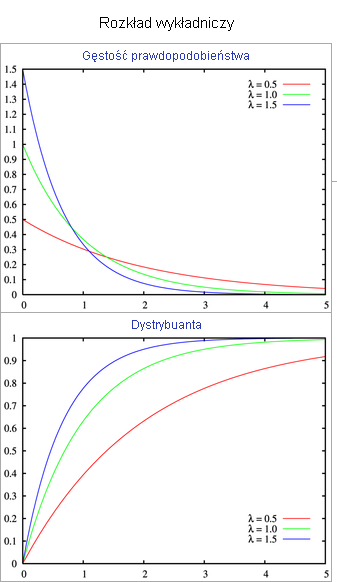 Rozkład wykładniczy
Gęstość prawdopodobieństwa
1.5
1.4
1.3
1.2
1.1
1
0.9
0.8
0.7
0.6
0.5
0.4
0.3
0.2
0.1
0
λ = 0.5
λ = 1.0
λ = 1.5
0 1 2 3 4 5
Dystrybuanta
1
0.9
0.8
0.7
0.6
0.5
0.4
0.3
0.2
0.1
0
λ = 0.5
λ = 1.0
λ = 1.5
0 1 2 3 4 5